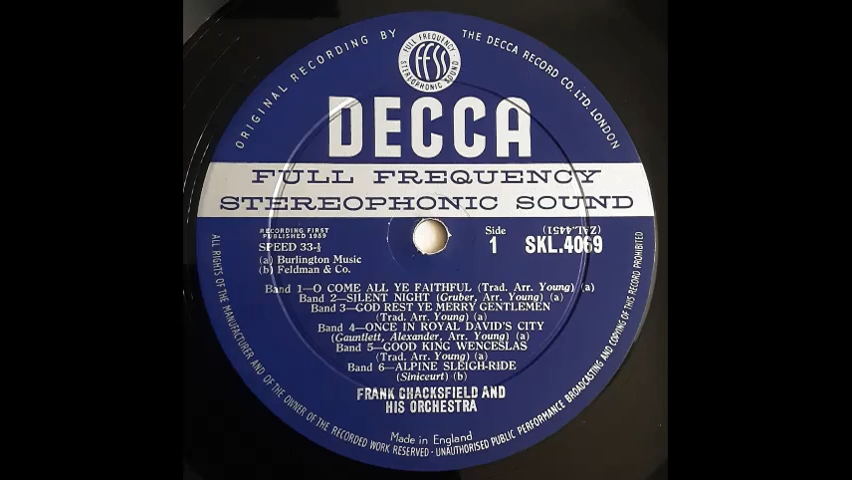 ORIGINAL RECORDING BY
THE DECCA RECORD CO. LTD. LONDON
FULL FREQUENCY
FFSS
STEREOPHONIC SOUND
DECCA
FULL FREQUENCY
STEREOPHONIC SOUND
RECORDING FIRST
PUBLISHED 1959
SPEED 33⅓
(a) Burlington Music
(b) Feldman & Co.
Side
1
(ZAL.4451)
SKL.4069
Band 1—O COME ALL YE FAITHFUL (Trad. Arr. Young) (a)
Band 2—SILENT NIGHT (Gruber, Arr. Young) (a)
Band 3—GOD REST YE MERRY GENTLEMEN
(Trad. Arr. Young) (a)
Band 4—ONCE IN ROYAL DAVID'S CITY
(Gauntlett, Alexander, Arr. Young) (a)
Band 5—GOOD KING WENCESLAS
(Trad. Arr. Young) (a)
Band 6—ALPINE SLEIGH-RIDE
(Siniceurt) (b)
FRANK CHACKSFIELD AND
HIS ORCHESTRA
Made in England
ALL RIGHTS OF THE MANUFACTURER AND OF THE OWNER OF THE RECORDED WORK RESERVED · UNAUTHORISED PUBLIC PERFORMANCE BROADCASTING AND COPYING OF THIS RECORD PROHIBITED